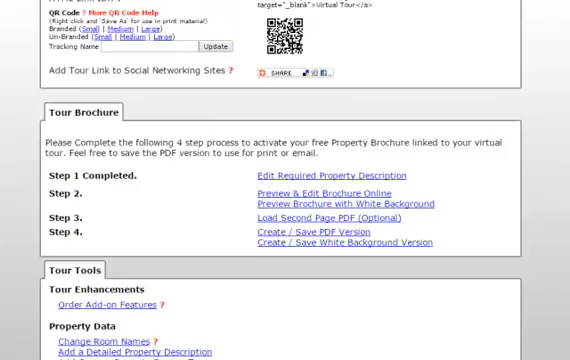 target="_blank">Virtual Tour</a>
QR Code ? More QR Code Help
(Right click and 'Save As' for use in print material)
Branded (Small | Medium | Large)
Un-Branded (Small | Medium | Large)
Tracking Name Update
Add Tour Link to Social Networking Sites ?
SHARE
Tour Brochure
Please Complete the following 4 step process to activate your free Property Brochure linked to your virtual
tour. Feel free to save the PDF version to use for print or email.
Step 1 Completed. Edit Required Property Description
Step 2. Preview & Edit Brochure Online
Preview Brochure with White Background
Step 3. Load Second Page PDF (Optional)
Step 4. Create / Save PDF Version
Create / Save White Background Version
Tour Tools
Tour Enhancements
Order Add-on Features ?
Property Data
Change Room Names ?
Add a Detailed Property Description